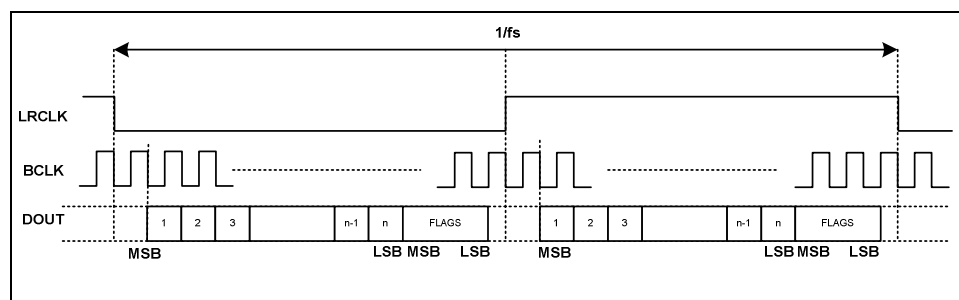 1/fs
LRCLK
BCLK
DOUT
1 2 3 n-1 n FLAGS 1 2 3 n-1 n FLAGS
MSB LSB MSB LSB MSB LSB MSB LSB